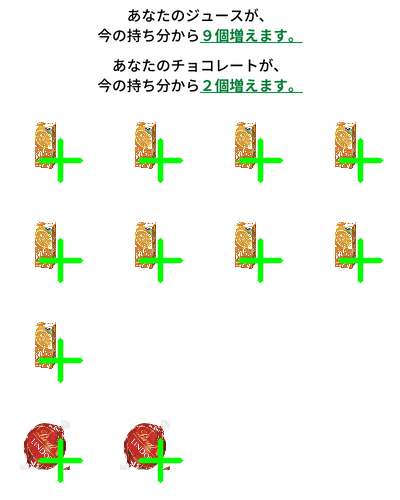 あなたのジュースが、
今の持ち分から９個増えます。
あなたのチョコレートが、
今の持ち分から２個増えます。